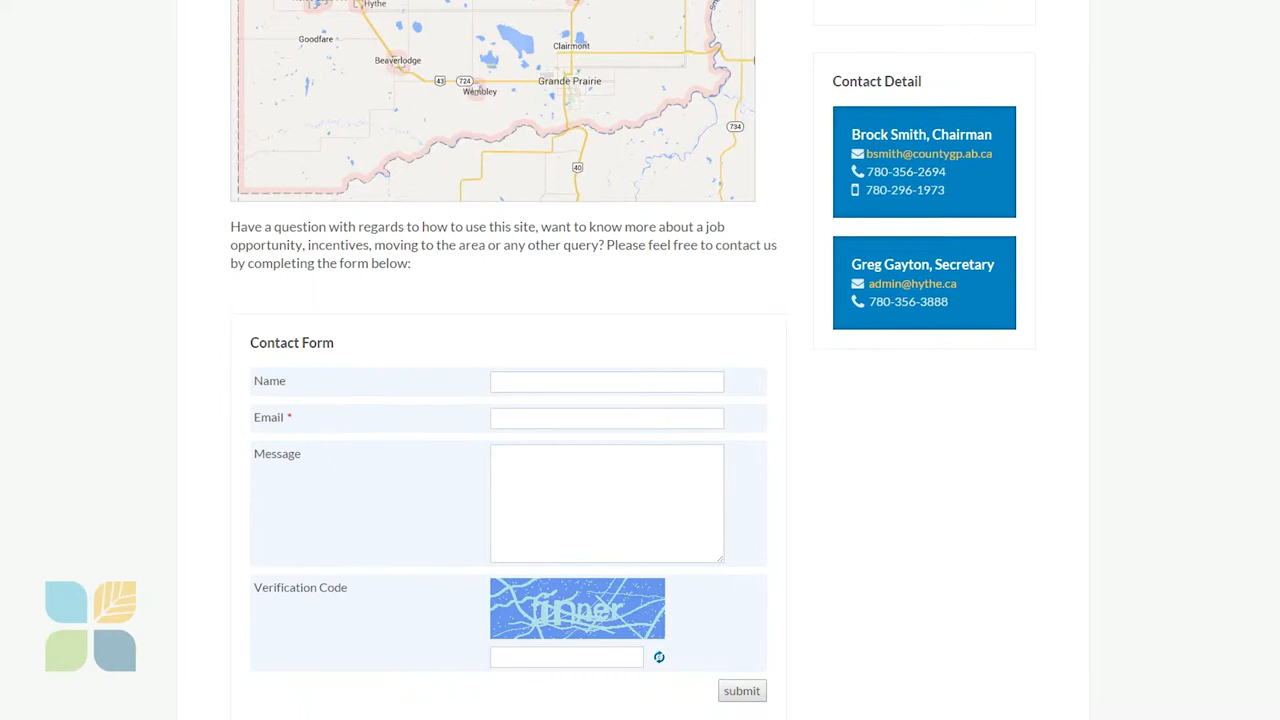 Hythe
Goodfare
Clairmont
Beaverlodge
43
724
Grande Prairie
Wembley
734
40
Have a question with regards to how to use this site, want to know more about a job
opportunity, incentives, moving to the area or any other query? Please feel free to contact us
by completing the form below:
Contact Form
Name
Email *
Message
Verification Code
submit
Contact Detail
Brock Smith, Chairman
bsmith@countygp.ab.ca
780-356-2694
780-296-1973
Greg Gayton, Secretary
admin@hythe.ca
780-356-3888